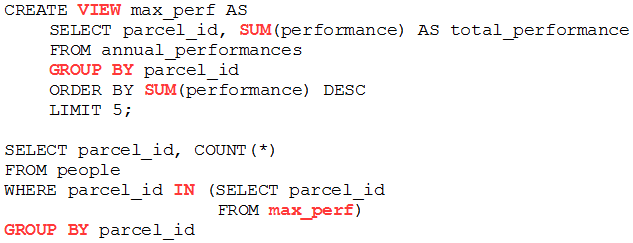 CREATE VIEW max_perf AS
SELECT parcel_id, SUM(performance) AS total_performance
FROM annual_performances
GROUP BY parcel_id
ORDER BY SUM(performance) DESC
LIMIT 5;
SELECT parcel_id, COUNT(*)
FROM people
WHERE parcel_id IN (SELECT parcel_id
FROM max_perf)
GROUP BY parcel_id